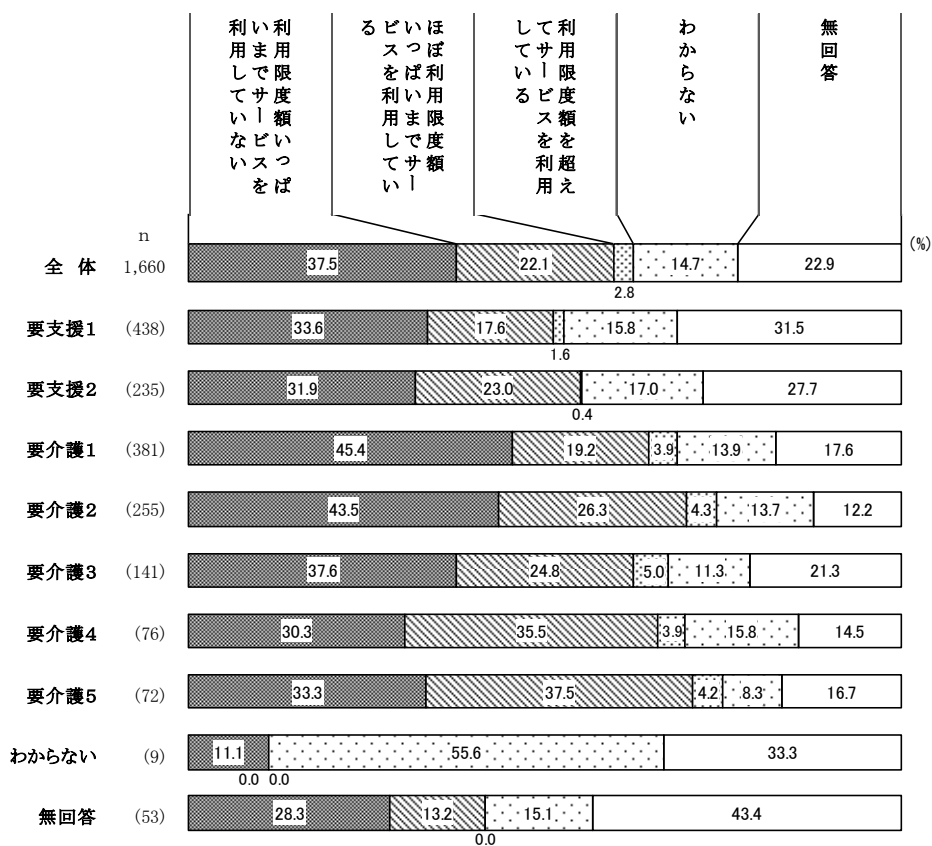 利用限度額いっぱ
いまでサービスを
利用していない
ほぼ利用限度額
いっぱいまでサー
ビスを利用してい
る
利用限度額を超え
てサービスを利用
している
わからない
無回答
n
(%)
全 体 1,660 37.5 22.1 14.7 22.9
2.8
要支援1 (438) 33.6 17.6 15.8 31.5
1.6
要支援2 (235) 31.9 23.0 17.0 27.7
0.4
要介護1 (381) 45.4 19.2 3.9 13.9 17.6
要介護2 (255) 43.5 26.3 4.3 13.7 12.2
要介護3 (141) 37.6 24.8 5.0 11.3 21.3
要介護4 (76) 30.3 35.5 3.9 15.8 14.5
要介護5 (72) 33.3 37.5 4.2 8.3 16.7
わからない (9) 11.1 55.6 33.3
0.0 0.0
無回答 (53) 28.3 13.2 15.1 43.4
0.0